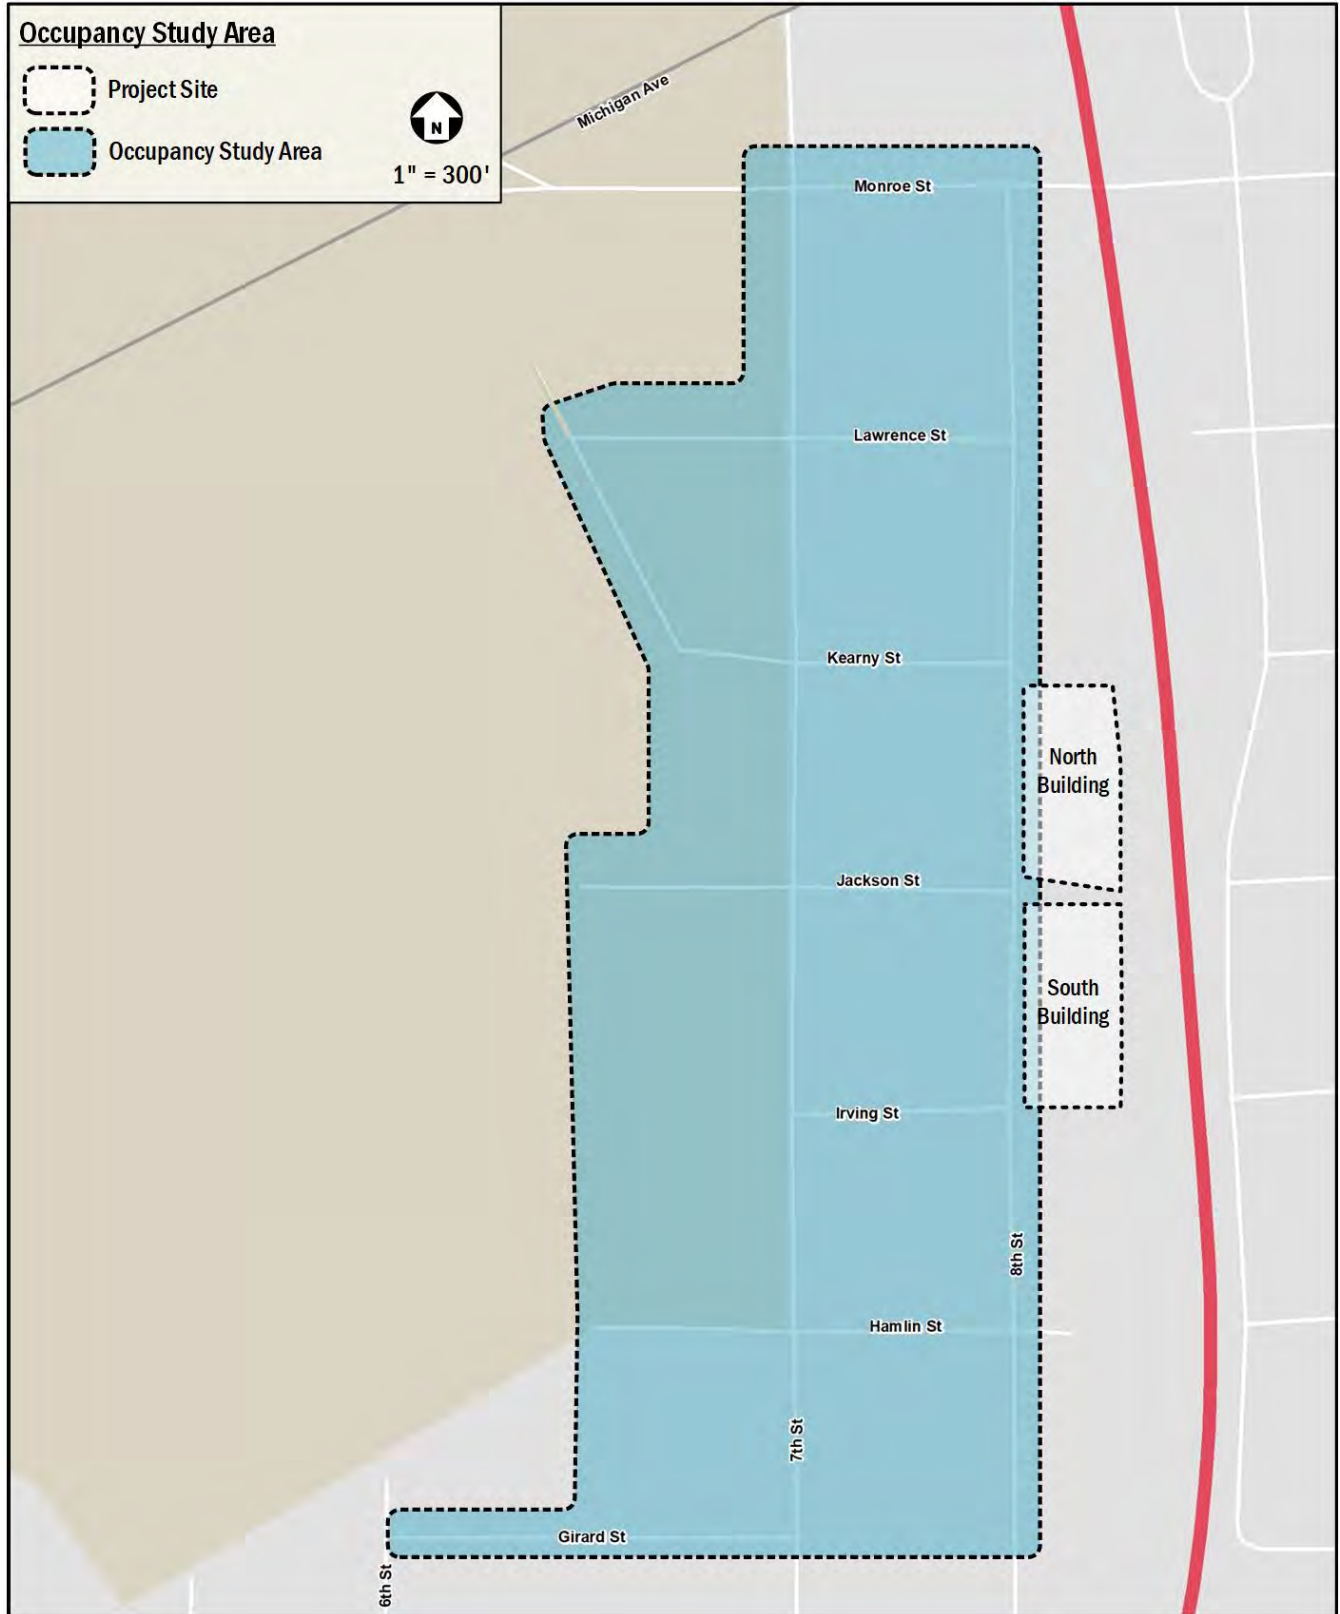 Occupancy Study Area
Project Site
Occupancy Study Area
N
1" = 300'
Michigan Ave
Monroe St
Lawrence St
Kearny St
North
Building
Jackson St
South
Building
Irving St
8th St
Hamlin St
7th St
Girard St
6th St